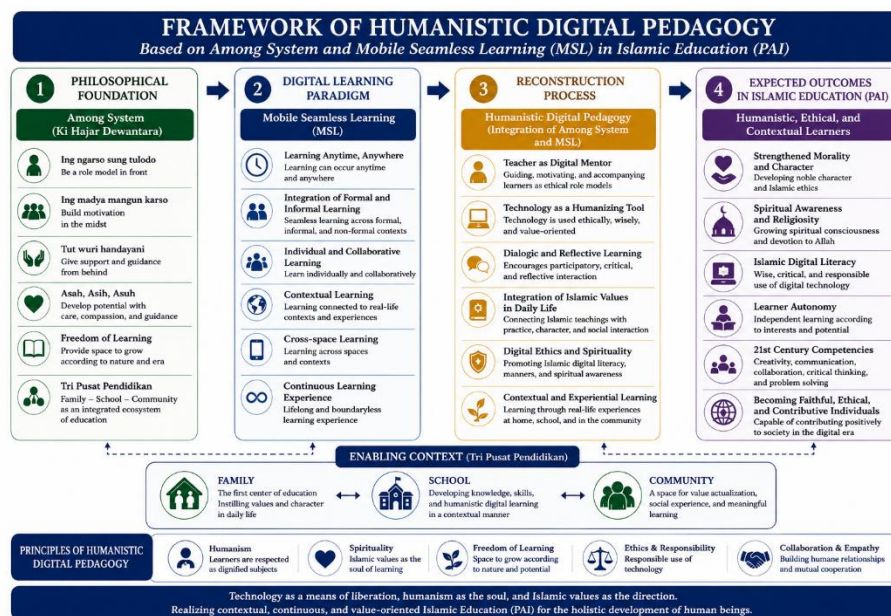 FRAMEWORK OF HUMANISTIC DIGITAL PEDAGOGY
Based on Among System and Mobile Seamless Learning (MSL) in Islamic Education (PAI)
1
PHILOSOPHICAL
FOUNDATION
Among System
(Ki Hajar Dewantara)
Ing ngarso sung tulodo
Be a role model in front
Ing madya mangun karso
Build motivation
in the midst
Tut wuri handayani
Give support and guidance
from behind
Asah, Asih, Asuh
Develop potential with
care, compassion, and guidance
Freedom of Learning
Provide space to grow
according to nature and era
Tri Pusat Pendidikan
Family – School – Community
as an integrated ecosystem
of education
2
DIGITAL LEARNING
PARADIGM
Mobile Seamless Learning
(MSL)
Learning Anytime, Anywhere
Learning can occur anytime
and anywhere
Integration of Formal and
Informal Learning
Seamless learning across formal,
informal, and non-formal contexts
Individual and Collaborative
Learning
Learn individually and collaboratively
Contextual Learning
Learning connected to real-life
contexts and experiences
Cross-space Learning
Learning across spaces
and contexts
Continuous Learning
Experience
Lifelong and boundaryless
learning experience
3
RECONSTRUCTION
PROCESS
Humanistic Digital Pedagogy
(Integration of Among System
and MSL)
Teacher as Digital Mentor
Guiding, motivating, and accompanying
learners as ethical role models
Technology as a Humanizing Tool
Technology is used ethically, wisely,
and value-oriented
Dialogic and Reflective Learning
Encourages participatory, critical,
and reflective interaction
Integration of Islamic Values
in Daily Life
Connecting Islamic teachings with
practice, character, and social interaction
Digital Ethics and Spirituality
Promoting Islamic digital literacy,
manners, and spiritual awareness
Contextual and Experiential Learning
Learning through real-life experiences
at home, school, and in the community
4
EXPECTED OUTCOMES
IN ISLAMIC EDUCATION (PAI)
Humanistic, Ethical, and
Contextual Learners
Strengthened Morality
and Character
Developing noble character
and Islamic ethics
Spiritual Awareness
and Religiosity
Growing spiritual consciousness
and devotion to Allah
Islamic Digital Literacy
Wise, critical, and responsible
use of digital technology
Learner Autonomy
Independent learning according
to interests and potential
21st Century Competencies
Creativity, communication,
collaboration, critical thinking,
and problem solving
Becoming Faithful, Ethical,
and Contributive Individuals
Capable of contributing positively
to society in the digital era
ENABLING CONTEXT (Tri Pusat Pendidikan)
FAMILY
The first center of education
Instilling values and character
in daily life
SCHOOL
Developing knowledge, skills,
and humanistic digital learning
in a contextual manner
COMMUNITY
A space for value actualization,
social experience, and meaningful
learning
PRINCIPLES OF HUMANISTIC
DIGITAL PEDAGOGY
Humanism
Learners are respected
as dignified subjects
Spirituality
Islamic values as the
soul of learning
Freedom of Learning
Space to grow according
to nature and potential
Ethics & Responsibility
Responsible use of
technology
Collaboration & Empathy
Building humane relationships
and mutual cooperation
Technology as a means of liberation, humanism as the soul, and Islamic values as the direction.
Realizing contextual, continuous, and value-oriented Islamic Education (PAI) for the holistic development of human beings.